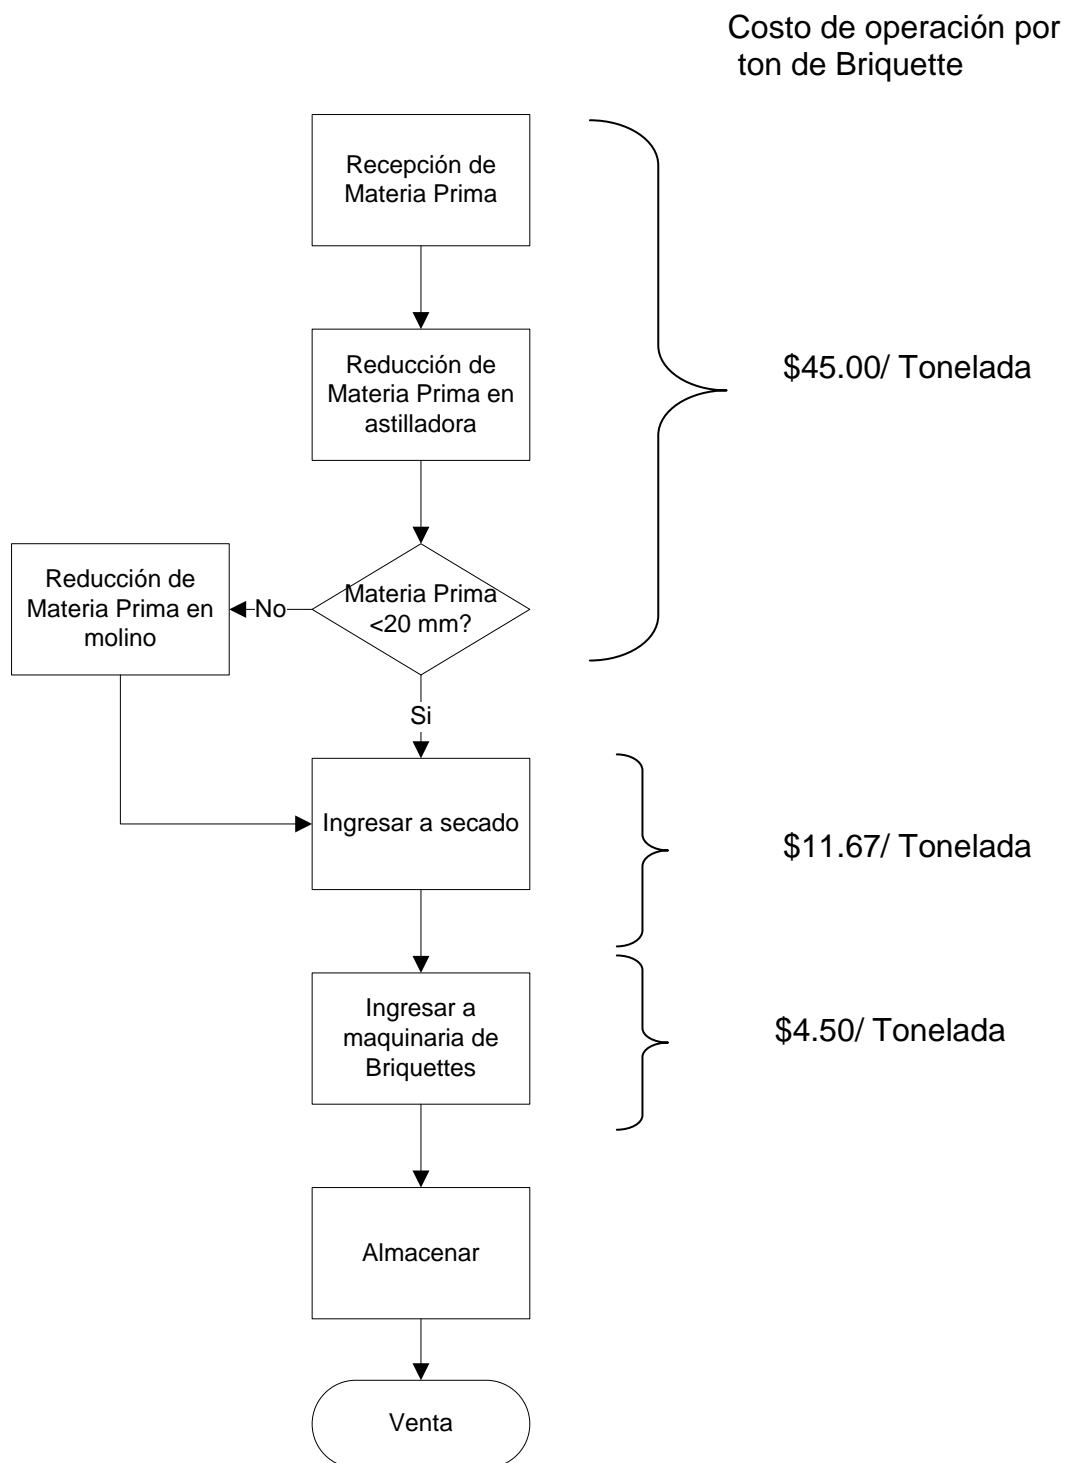 Costo de operación por
ton de Briquette
Recepción de
Materia Prima
Reducción de
Materia Prima en
astilladora
$45.00/ Tonelada
Reducción de
Materia Prima en
molino
No
Materia Prima
<20 mm?
Si
Ingresar a secado
$11.67/ Tonelada
Ingresar a
maquinaria de
Briquettes
$4.50/ Tonelada
Almacenar
Venta